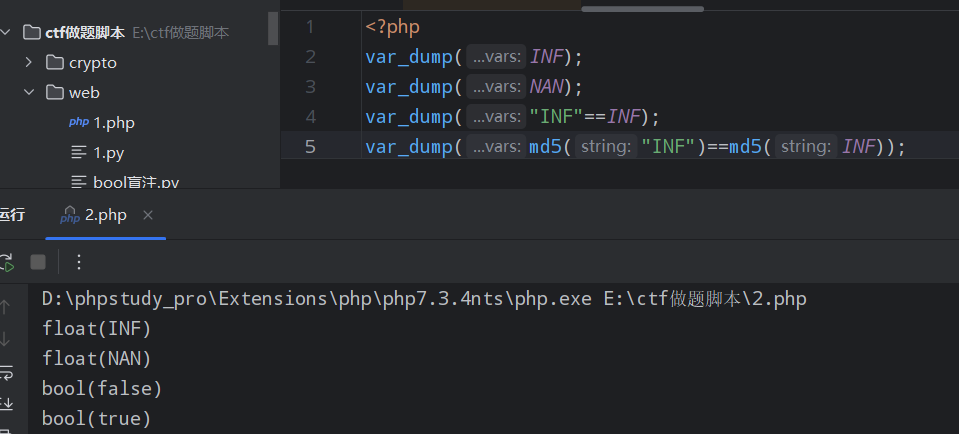 ctf做题脚本 E:\ctf做题脚本
crypto
web
php 1.php
1.py
bool盲注.py
1 <?php
2 var_dump( ...vars: INF);
3 var_dump( ...vars: NAN);
4 var_dump( ...vars: "INF"==INF);
5 var_dump( ...vars: md5( string: "INF")==md5( string: INF));
运行
php 2.php
D:\phpstudy_pro\Extensions\php\php7.3.4nts\php.exe E:\ctf做题脚本\2.php
float(INF)
float(NAN)
bool(false)
bool(true)